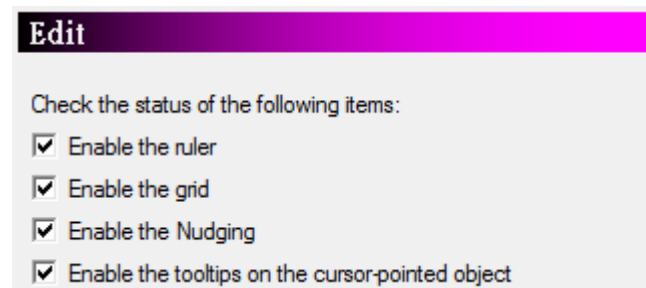 Edit
Check the status of the following items:
Enable the ruler
Enable the grid
Enable the Nudging
Enable the tooltips on the cursor-pointed object